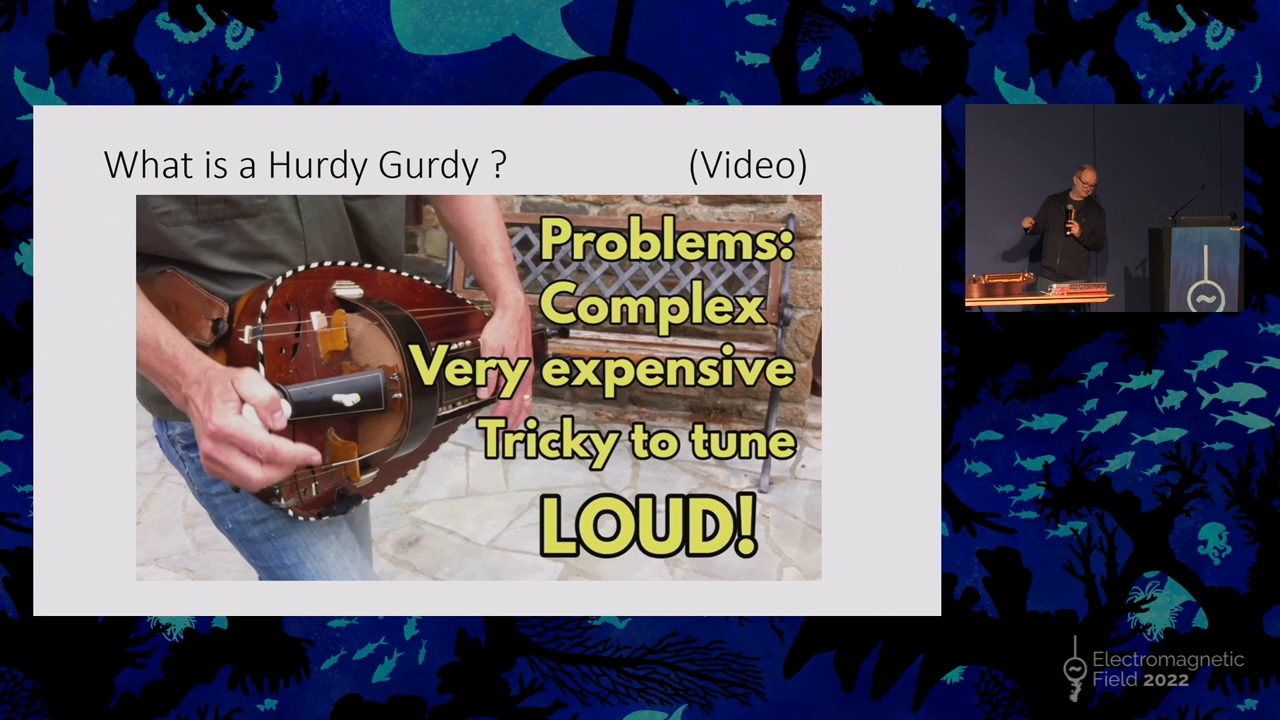 What is a Hurdy Gurdy ? (Video)
Problems:
Complex
Very expensive
Tricky to tune
LOUD!
Electromagnetic
Field 2022